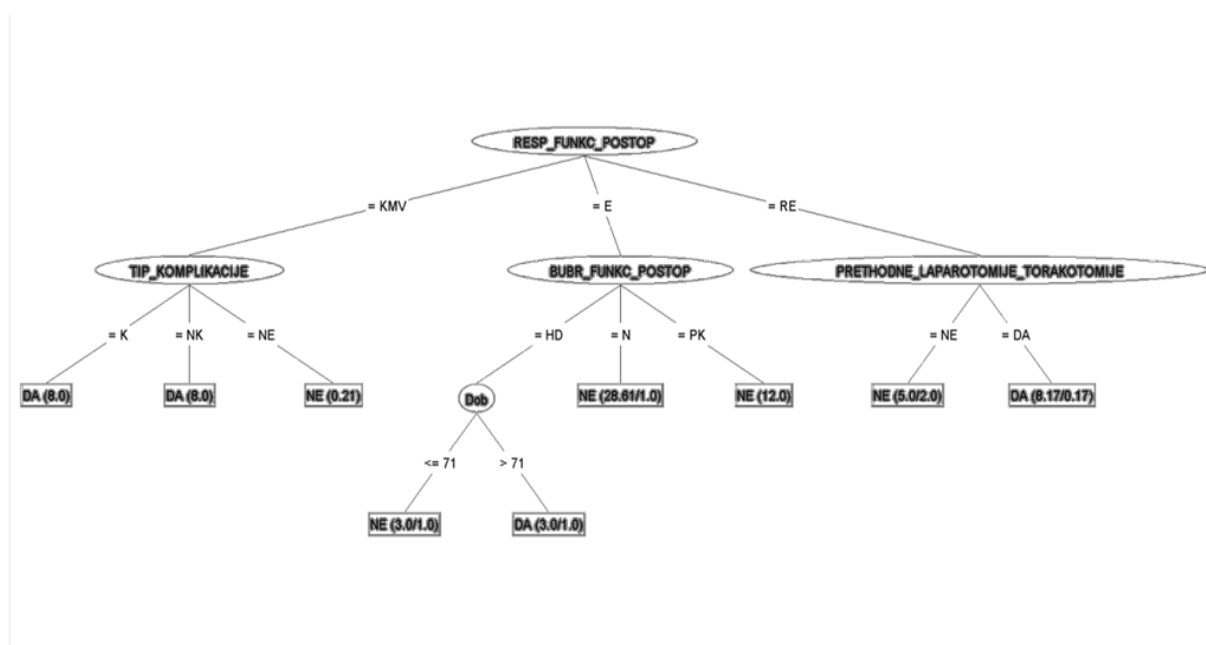 RESP_FUNKC_POSTOP
= KMV
= E
= RE
TIP_KOMPLIKACIJE
BUBR_FUNKC_POSTOP
PRETHODNE_LAPAROTOMIJE_TORAKOTOMIJE
= K
= NK
= NE
= HD
= N
= PK
= NE
= DA
DA (8.0)
DA (8.0)
NE (0.21)
Dob
NE (28.61/1.0)
NE (12.0)
NE (5.0/2.0)
DA (8.17/0.17)
<= 71
> 71
NE (3.0/1.0)
DA (3.0/1.0)